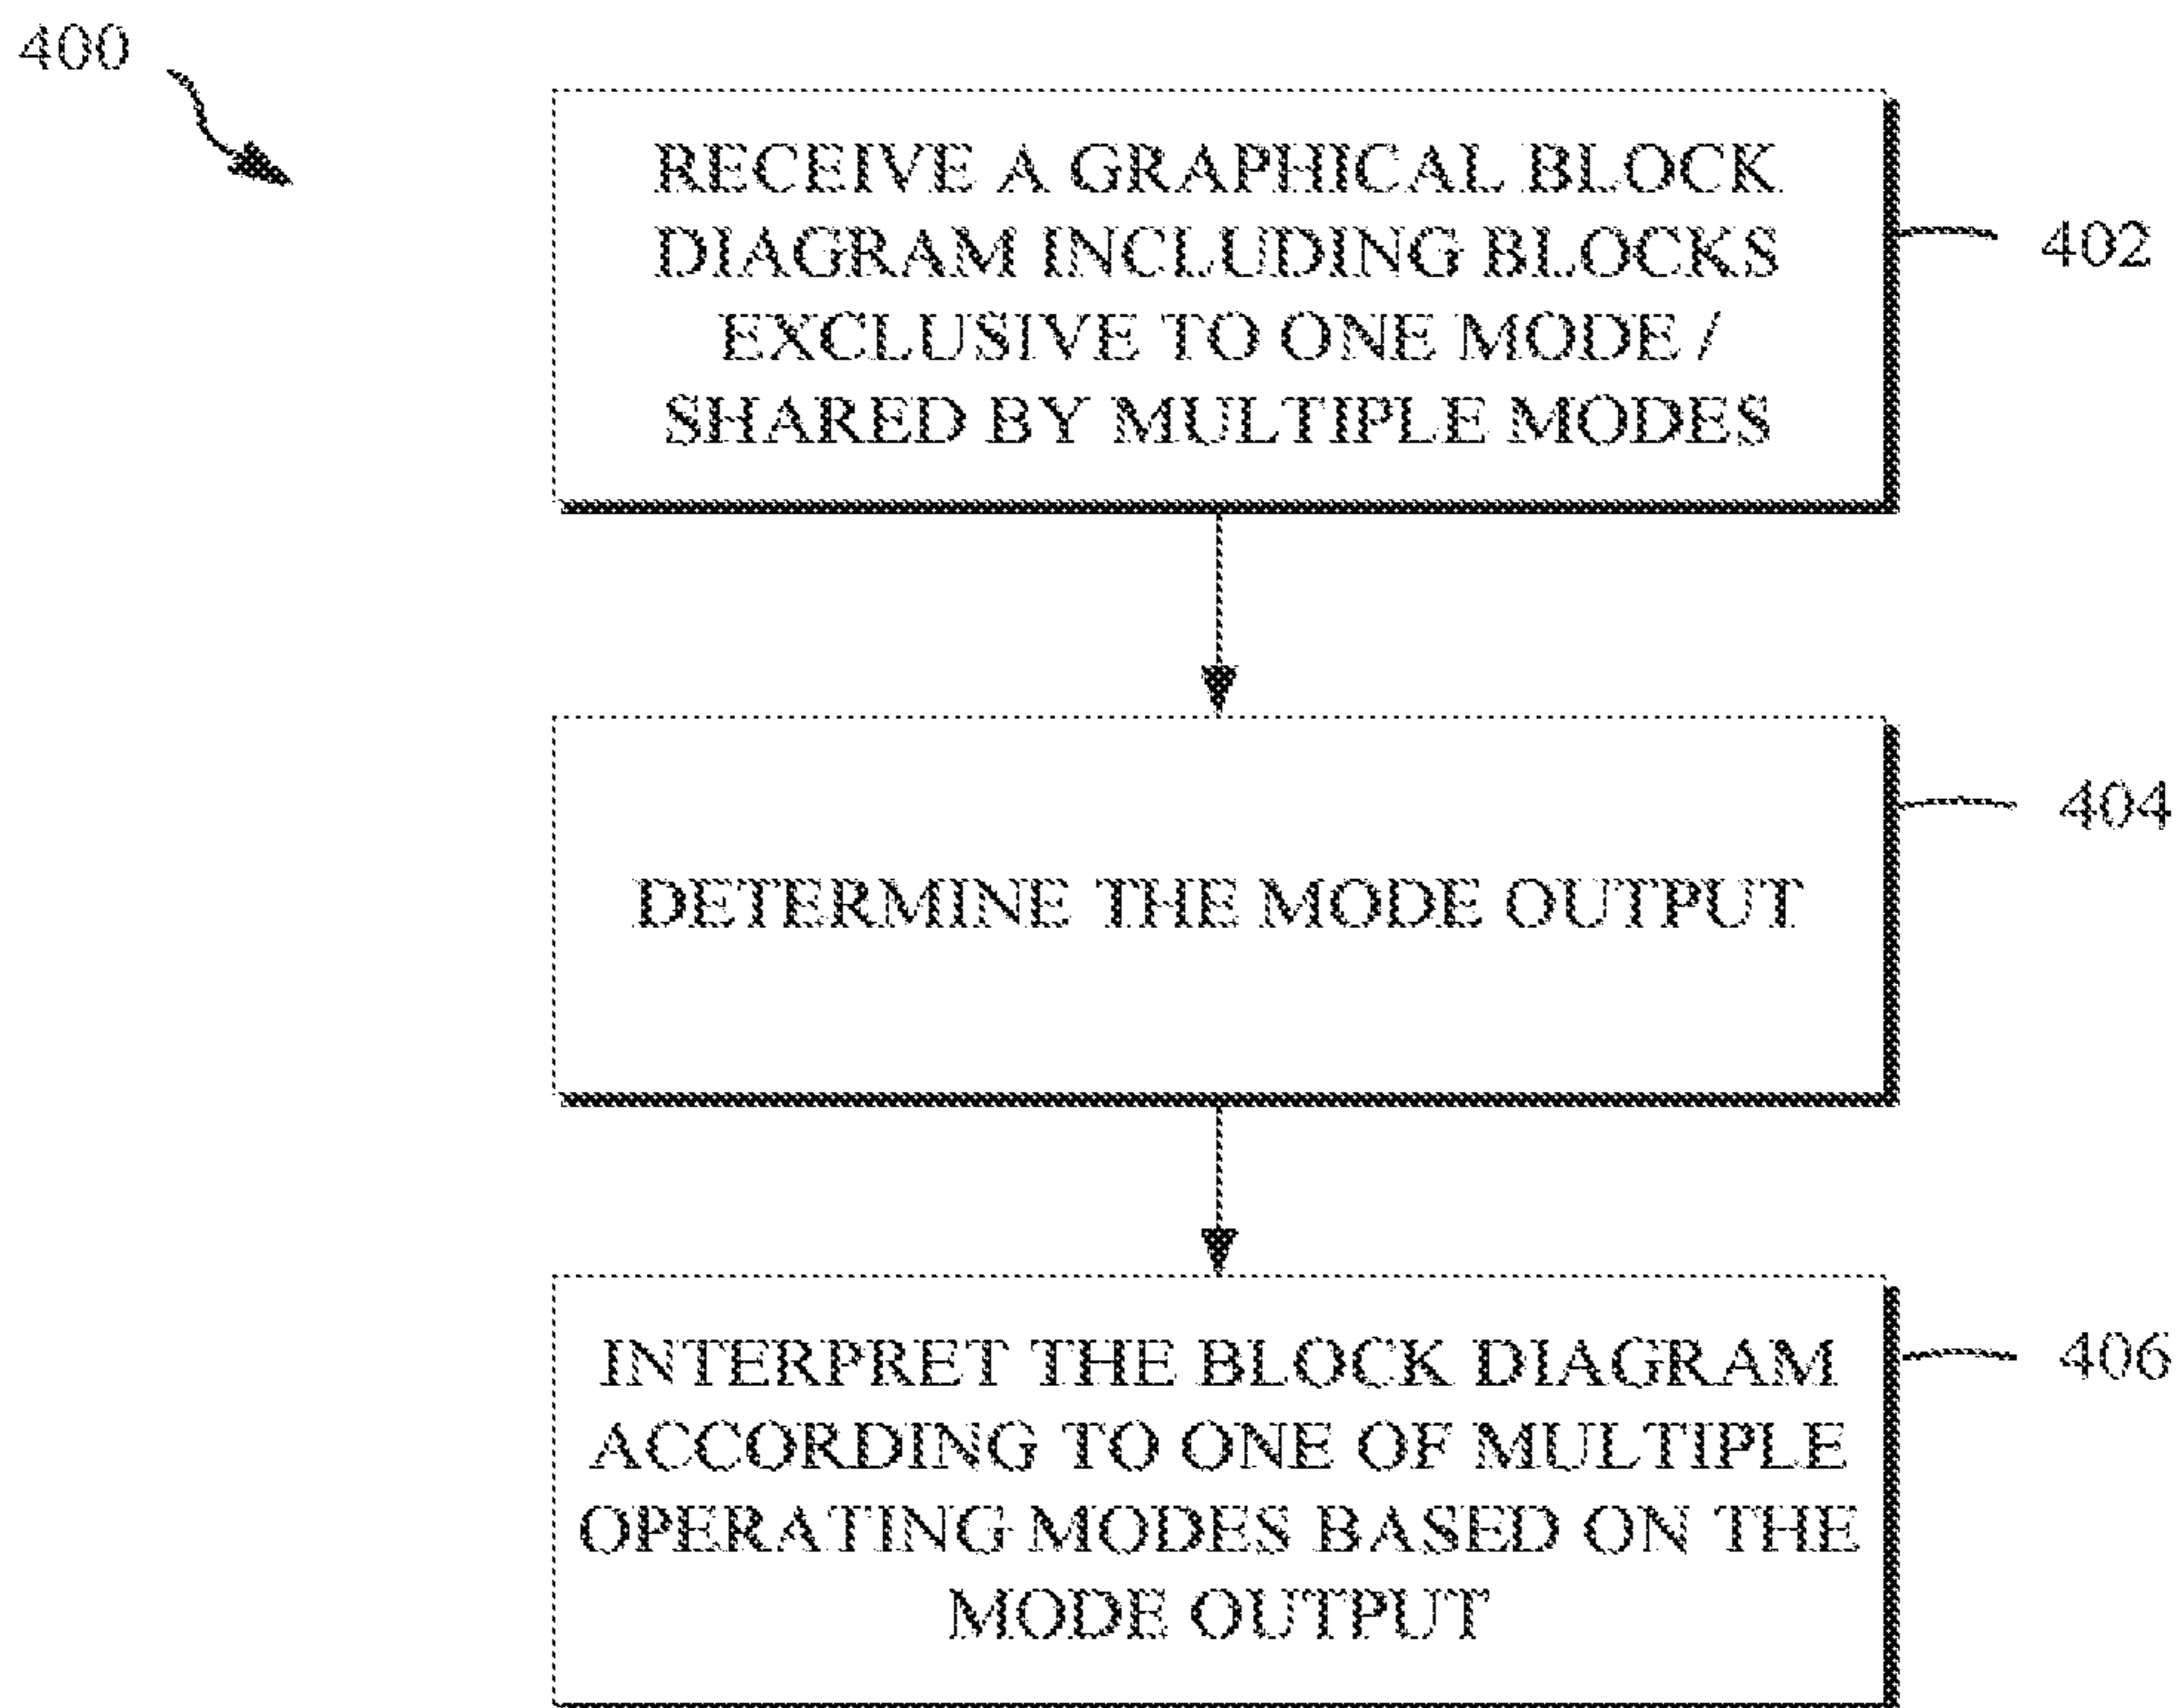 400
RECEIVE A GRAPHICAL BLOCK
DIAGRAM INCLUDING BLOCKS
EXCLUSIVE TO ONE MODE /
SHARED BY MULTIPLE MODES
402
DETERMINE THE MODE OUTPUT
404
INTERPRET THE BLOCK DIAGRAM
ACCORDING TO ONE OF MULTIPLE
OPERATING MODES BASED ON THE
MODE OUTPUT
406